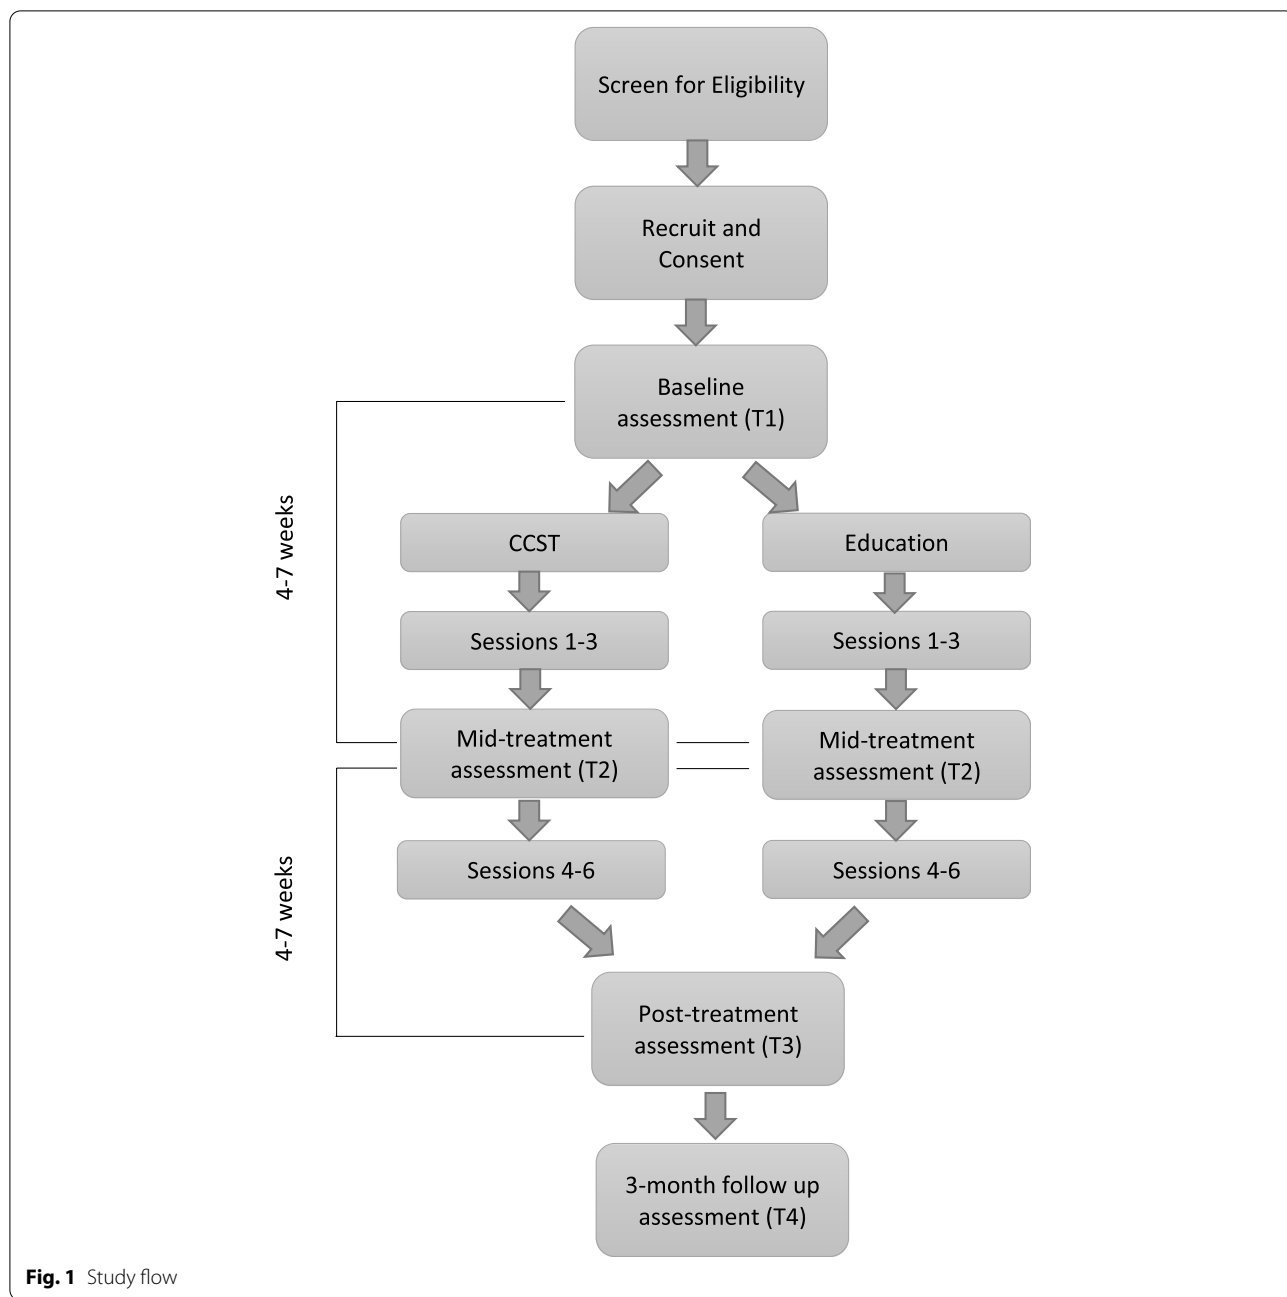 Screen for Eligibility
Recruit and
Consent
Baseline
assessment (T1)
4-7 weeks
CCST
Education
Sessions 1-3
Sessions 1-3
Mid-treatment
assessment (T2)
Mid-treatment
assessment (T2)
4-7 weeks
Sessions 4-6
Sessions 4-6
Post-treatment
assessment (T3)
3-month follow up
assessment (T4)
Fig. 1 Study flow